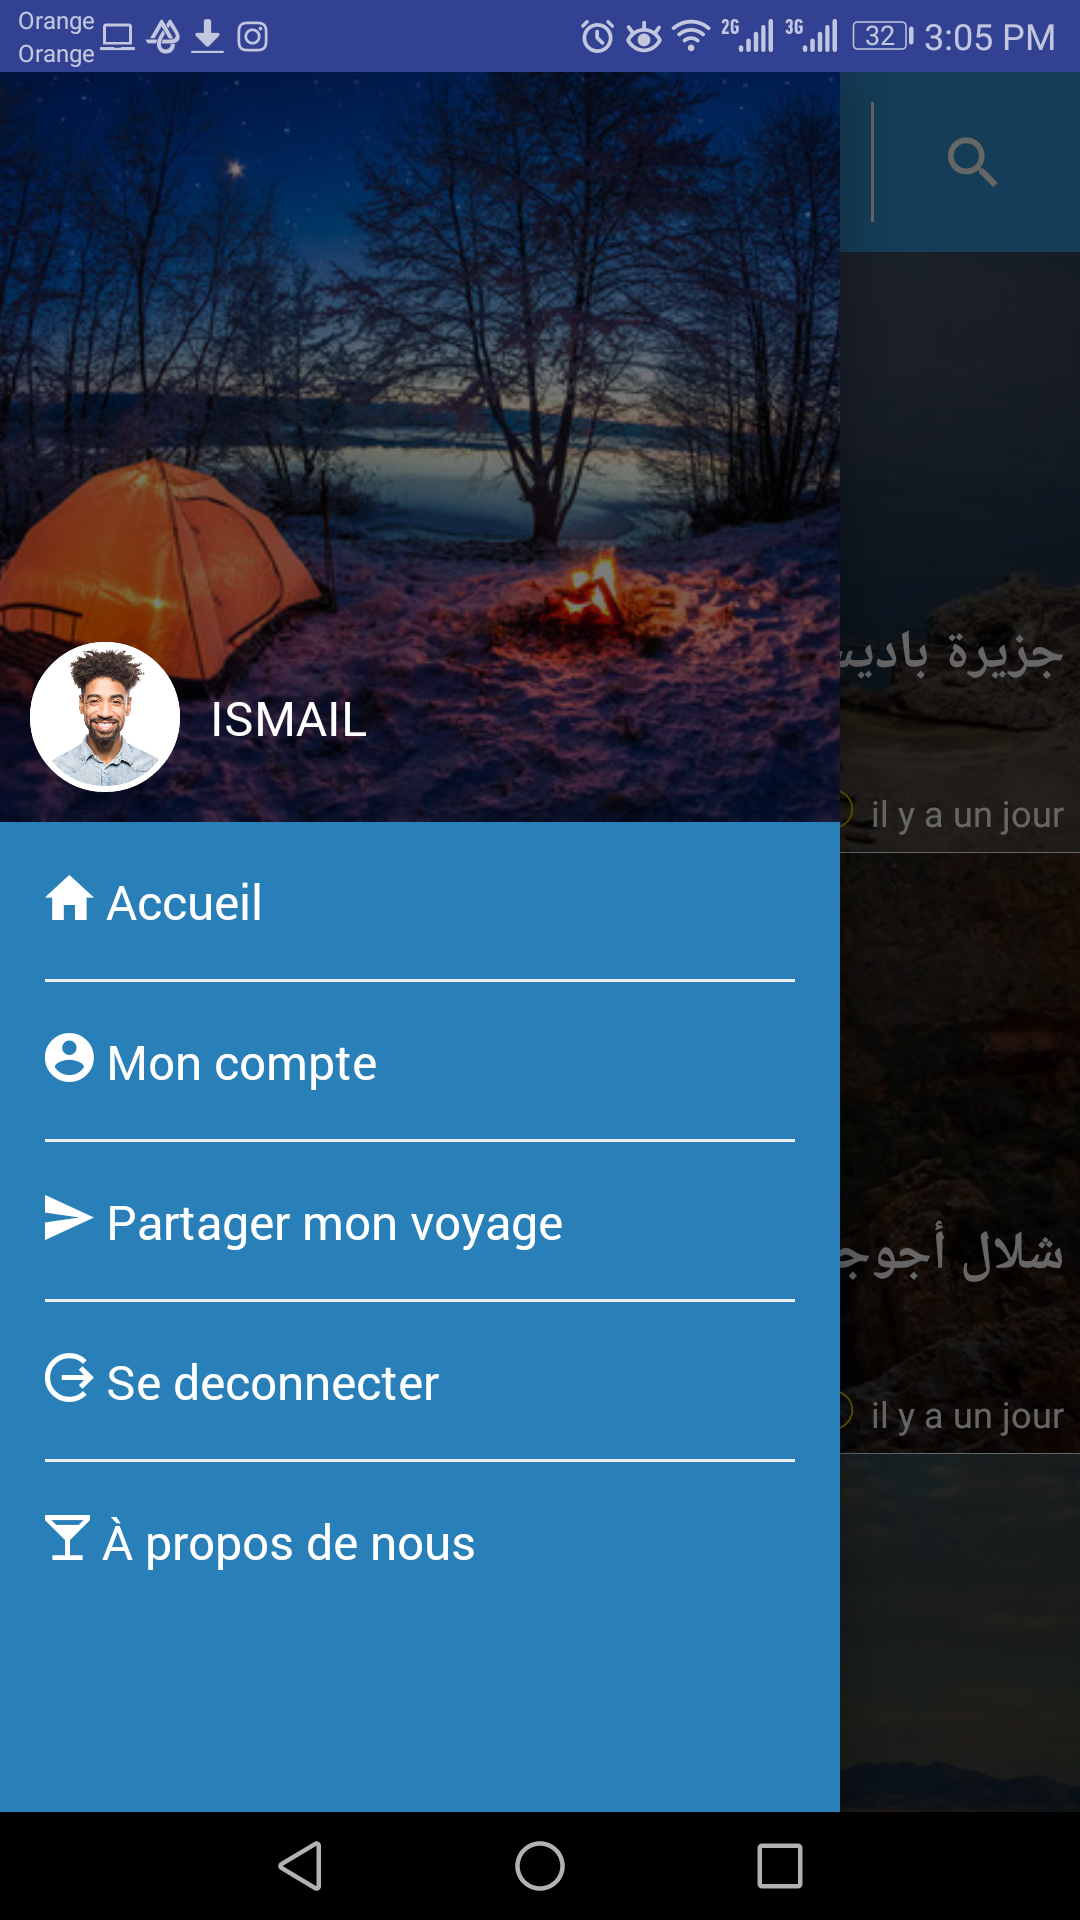 Orange
Orange
2G 3G 32 3:05 PM
ISMAIL
جزيرة باديس
il y a un jour
Accueil
Mon compte
Partager mon voyage
شلال أجوج
Se deconnecter
il y a un jour
À propos de nous